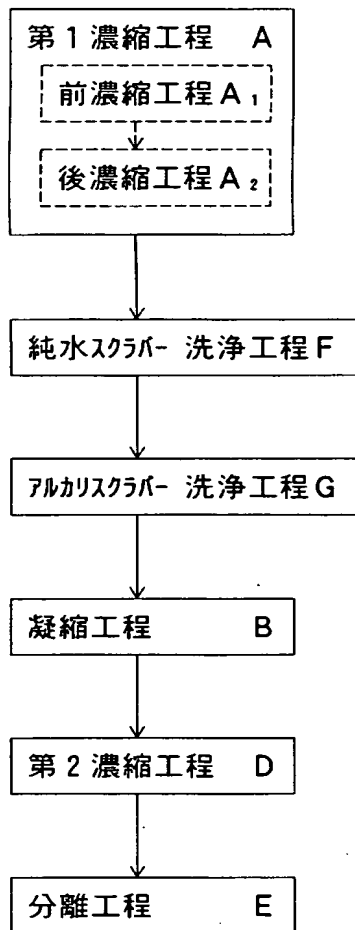 第1濃縮工程 A
前濃縮工程A₁
後濃縮工程A₂
純水スクラバー 洗浄工程F
アルカリスクラバー 洗浄工程G
凝縮工程 B
第2濃縮工程 D
分離工程 E